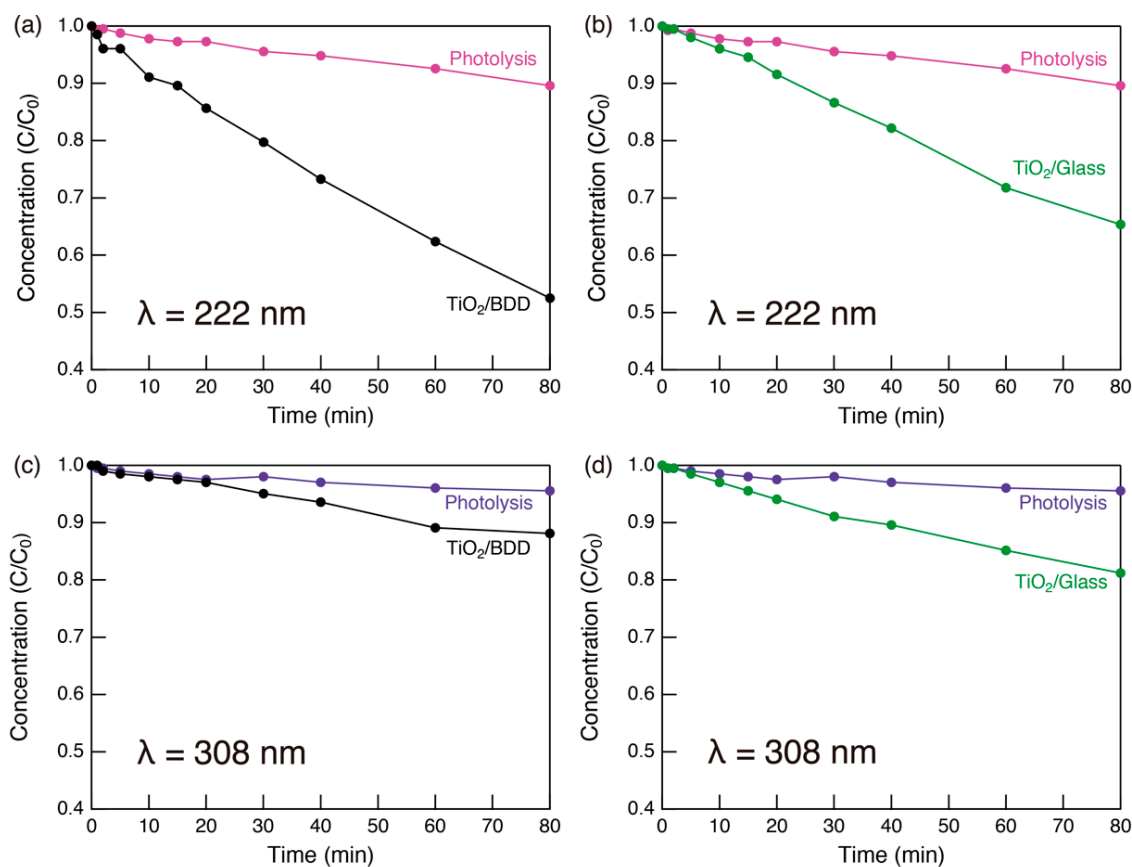 (a)
1.0
0.9
0.8
0.7
0.6
0.5
0.4
Concentration (C/C₀)
Photolysis
TiO₂/BDD
λ = 222 nm
0 10 20 30 40 50 60 70 80
Time (min)
(b)
1.0
0.9
0.8
0.7
0.6
0.5
0.4
Concentration (C/C₀)
Photolysis
TiO₂/Glass
λ = 222 nm
0 10 20 30 40 50 60 70 80
Time (min)
(c)
1.0
0.9
0.8
0.7
0.6
0.5
0.4
Concentration (C/C₀)
Photolysis
TiO₂/BDD
λ = 308 nm
0 10 20 30 40 50 60 70 80
Time (min)
(d)
1.0
0.9
0.8
0.7
0.6
0.5
0.4
Concentration (C/C₀)
Photolysis
TiO₂/Glass
λ = 308 nm
0 10 20 30 40 50 60 70 80
Time (min)